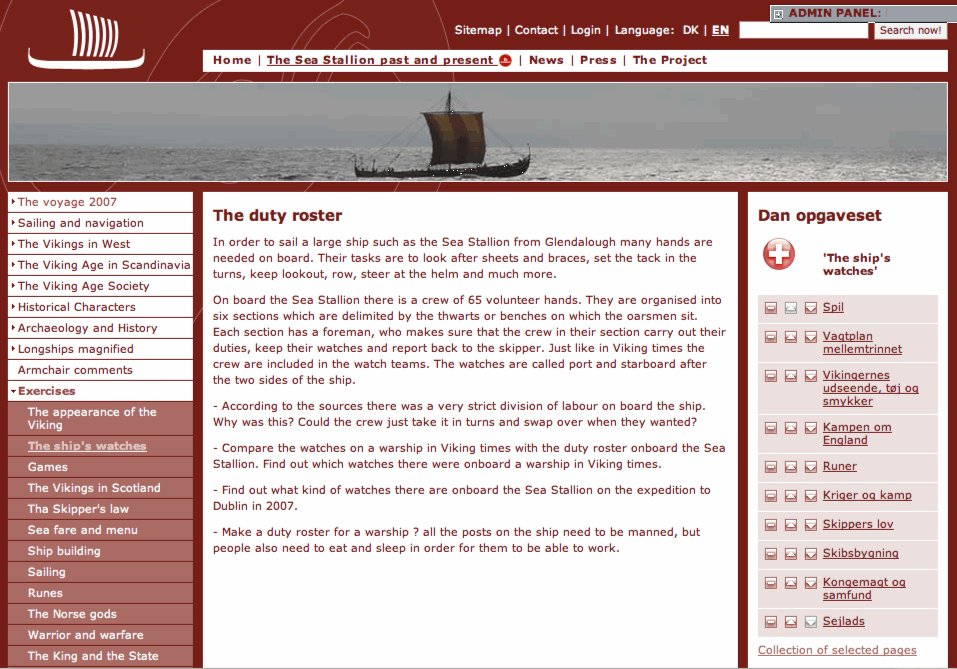 ADMIN PANEL:
Sitemap | Contact | Login | Language: DK | EN
Search now!
Home | The Sea Stallion past and present | News | Press | The Project
The voyage 2007
Sailing and navigation
The Vikings in West
The Viking Age in Scandinavia
The Viking Age Society
Historical Characters
Archaeology and History
Longships magnified
Armchair comments
Exercises
The appearance of the
Viking
The ship's watches
Games
The Vikings in Scotland
Tha Skipper's law
Sea fare and menu
Ship building
Sailing
Runes
The Norse gods
Warrior and warfare
The King and the State
The duty roster
In order to sail a large ship such as the Sea Stallion from Glendalough many hands are
needed on board. Their tasks are to look after sheets and braces, set the tack in the
turns, keep lookout, row, steer at the helm and much more.
On board the Sea Stallion there is a crew of 65 volunteer hands. They are organised into
six sections which are delimited by the thwarts or benches on which the oarsmen sit.
Each section has a foreman, who makes sure that the crew in their section carry out their
duties, keep their watches and report back to the skipper. Just like in Viking times the
crew are included in the watch teams. The watches are called port and starboard after
the two sides of the ship.
- According to the sources there was a very strict division of labour on board the ship.
Why was this? Could the crew just take it in turns and swap over when they wanted?
- Compare the watches on a warship in Viking times with the duty roster onboard the Sea
Stallion. Find out which watches there were onboard a warship in Viking times.
- Find out what kind of watches there are onboard the Sea Stallion on the expedition to
Dublin in 2007.
- Make a duty roster for a warship ? all the posts on the ship need to be manned, but
people also need to eat and sleep in order for them to be able to work.
Dan opgaveset
'The ship's
watches'
Spil
Vagtplan
mellemtrinnet
Vikingernes
udseende, tøj og
smykker
Kampen om
England
Runer
Kriger og kamp
Skippers lov
Skibsbygning
Kongemagt og
samfund
Sejlads
Collection of selected pages